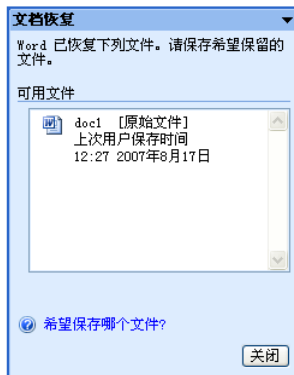 文档恢复
Word 已恢复下列文件。请保存希望保留的
文件。
可用文件
doc1 [原始文件]
上次用户保存时间
12:27 2007年8月17日
希望保存哪个文件?
关闭